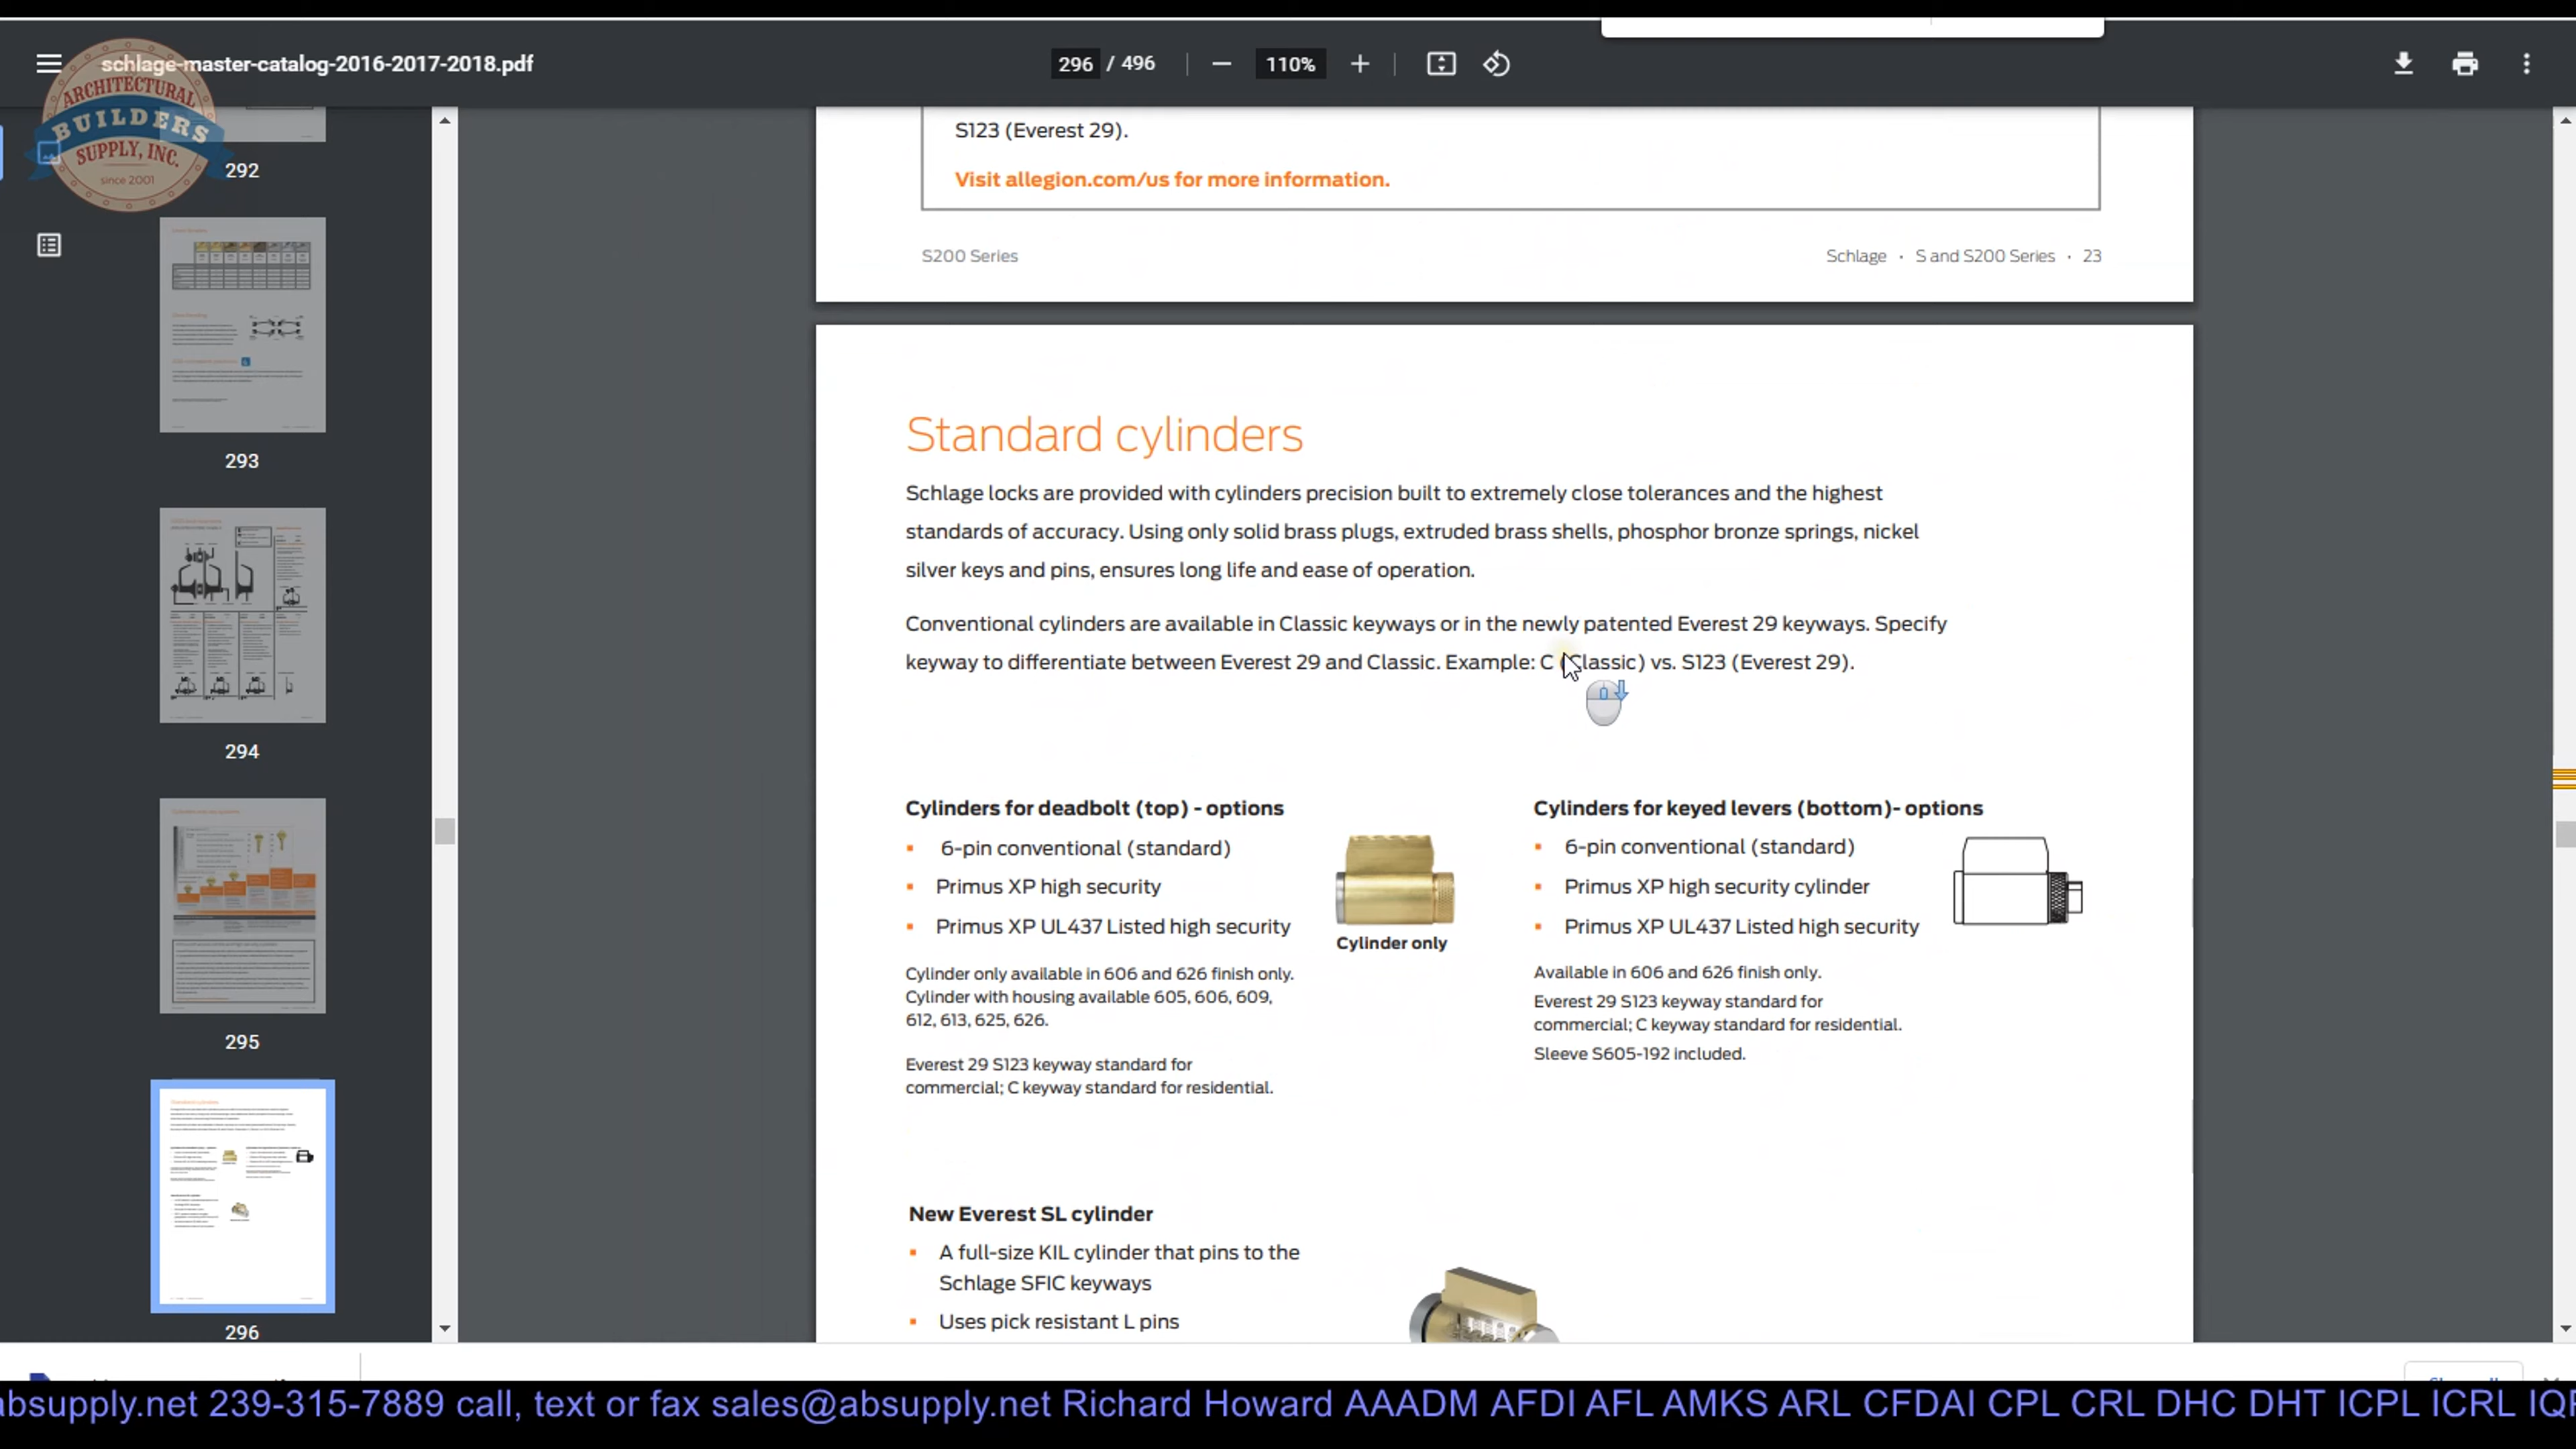 schlage-master-catalog-2016-2017-2018.pdf
296 / 496
110%
ARCHITECTURAL
BUILDERS
SUPPLY, INC.
since 2001
292
293
294
295
296
S123 (Everest 29).
Visit allegion.com/us for more information.
S200 Series
Schlage • S and S200 Series • 23
Standard cylinders
Schlage locks are provided with cylinders precision built to extremely close tolerances and the highest
standards of accuracy. Using only solid brass plugs, extruded brass shells, phosphor bronze springs, nickel
silver keys and pins, ensures long life and ease of operation.
Conventional cylinders are available in Classic keyways or in the newly patented Everest 29 keyways. Specify
keyway to differentiate between Everest 29 and Classic. Example: C (Classic) vs. S123 (Everest 29).
Cylinders for deadbolt (top) - options
6-pin conventional (standard)
Primus XP high security
Primus XP UL437 Listed high security
Cylinder only
Cylinder only available in 606 and 626 finish only.
Cylinder with housing available 605, 606, 609,
612, 613, 625, 626.
Everest 29 S123 keyway standard for
commercial; C keyway standard for residential.
Cylinders for keyed levers (bottom)- options
6-pin conventional (standard)
Primus XP high security cylinder
Primus XP UL437 Listed high security
Available in 606 and 626 finish only.
Everest 29 S123 keyway standard for
commercial; C keyway standard for residential.
Sleeve S605-192 included.
New Everest SL cylinder
A full-size KIL cylinder that pins to the
Schlage SFIC keyways
Uses pick resistant L pins
absupply.net 239-315-7889 call, text or fax sales@absupply.net Richard Howard AAADM AFDI AFL AMKS ARL CFDAI CPL CRL DHC DHT ICPL ICRL